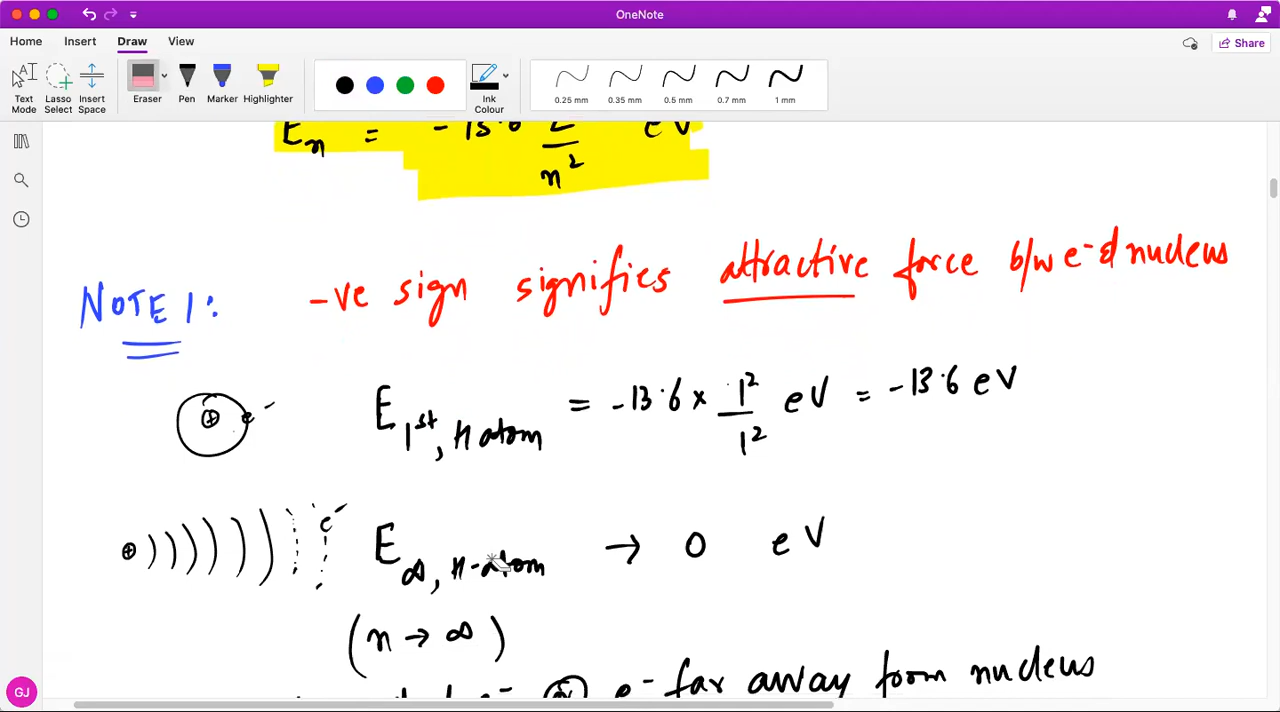 OneNote
Home Insert Draw View
Share
Text Mode
Lasso Select
Insert Space
Eraser
Pen
Marker
Highlighter
Ink Colour
0.25 mm
0.35 mm
0.5 mm
0.7 mm
1 mm
En = -13.6 Z²/n² eV
NOTE 1: -ve sign signifies attractive force b/w e- & nucleus
⊕ e- E 1st, H atom = -13.6 × 1²/1² eV = -13.6 eV
⊕ e- E ∞, H-atom → 0 eV
(n → ∞)
e- far away from nucleus
GJ